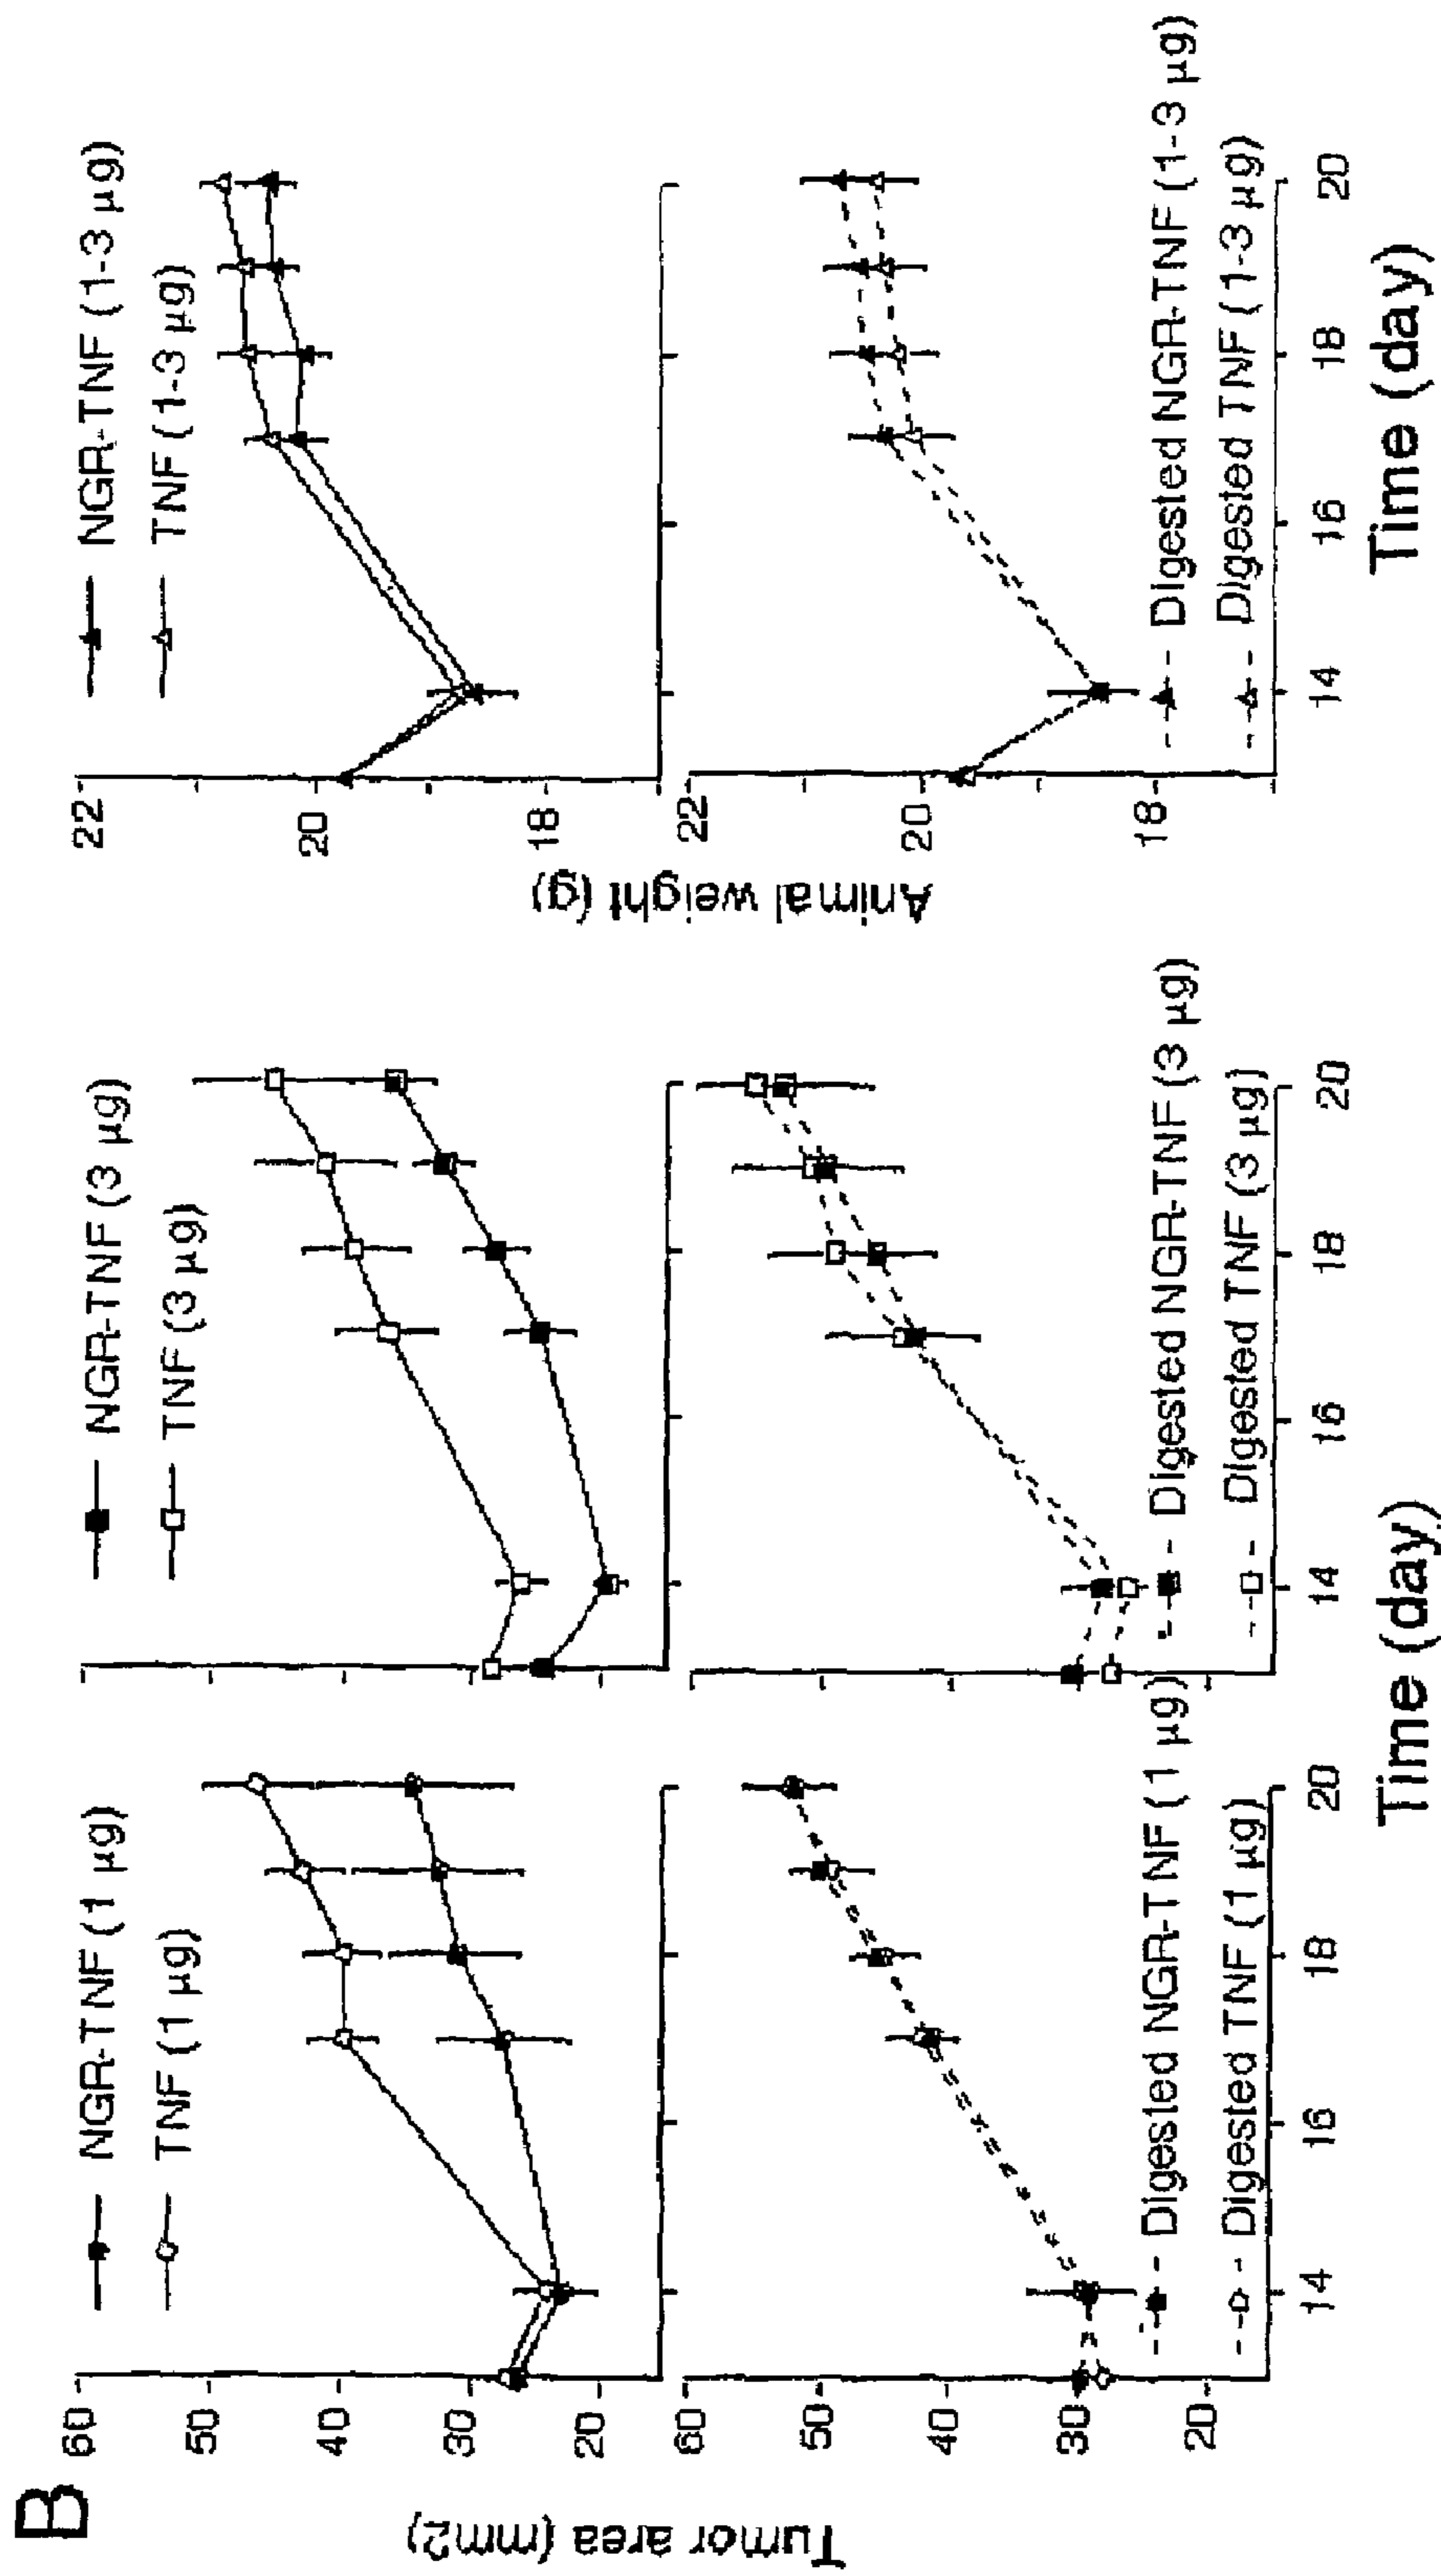 B
NGR-TNF (1 µg)
TNF (1 µg)
NGR-TNF (3 µg)
TNF (3 µg)
NGR-TNF (1-3 µg)
TNF (1-3 µg)
Tumor area (mm2)
60
50
40
30
20
60
50
40
30
20
Animal weight (g)
22
20
18
22
20
18
Digested NGR-TNF (1 µg)
Digested TNF (1 µg)
Digested NGR-TNF (3 µg)
Digested TNF (3 µg)
Digested NGR-TNF (1-3 µg)
Digested TNF (1-3 µg)
14 16 18 20
14 16 18 20
14 16 18 20
Time (day)
Time (day)